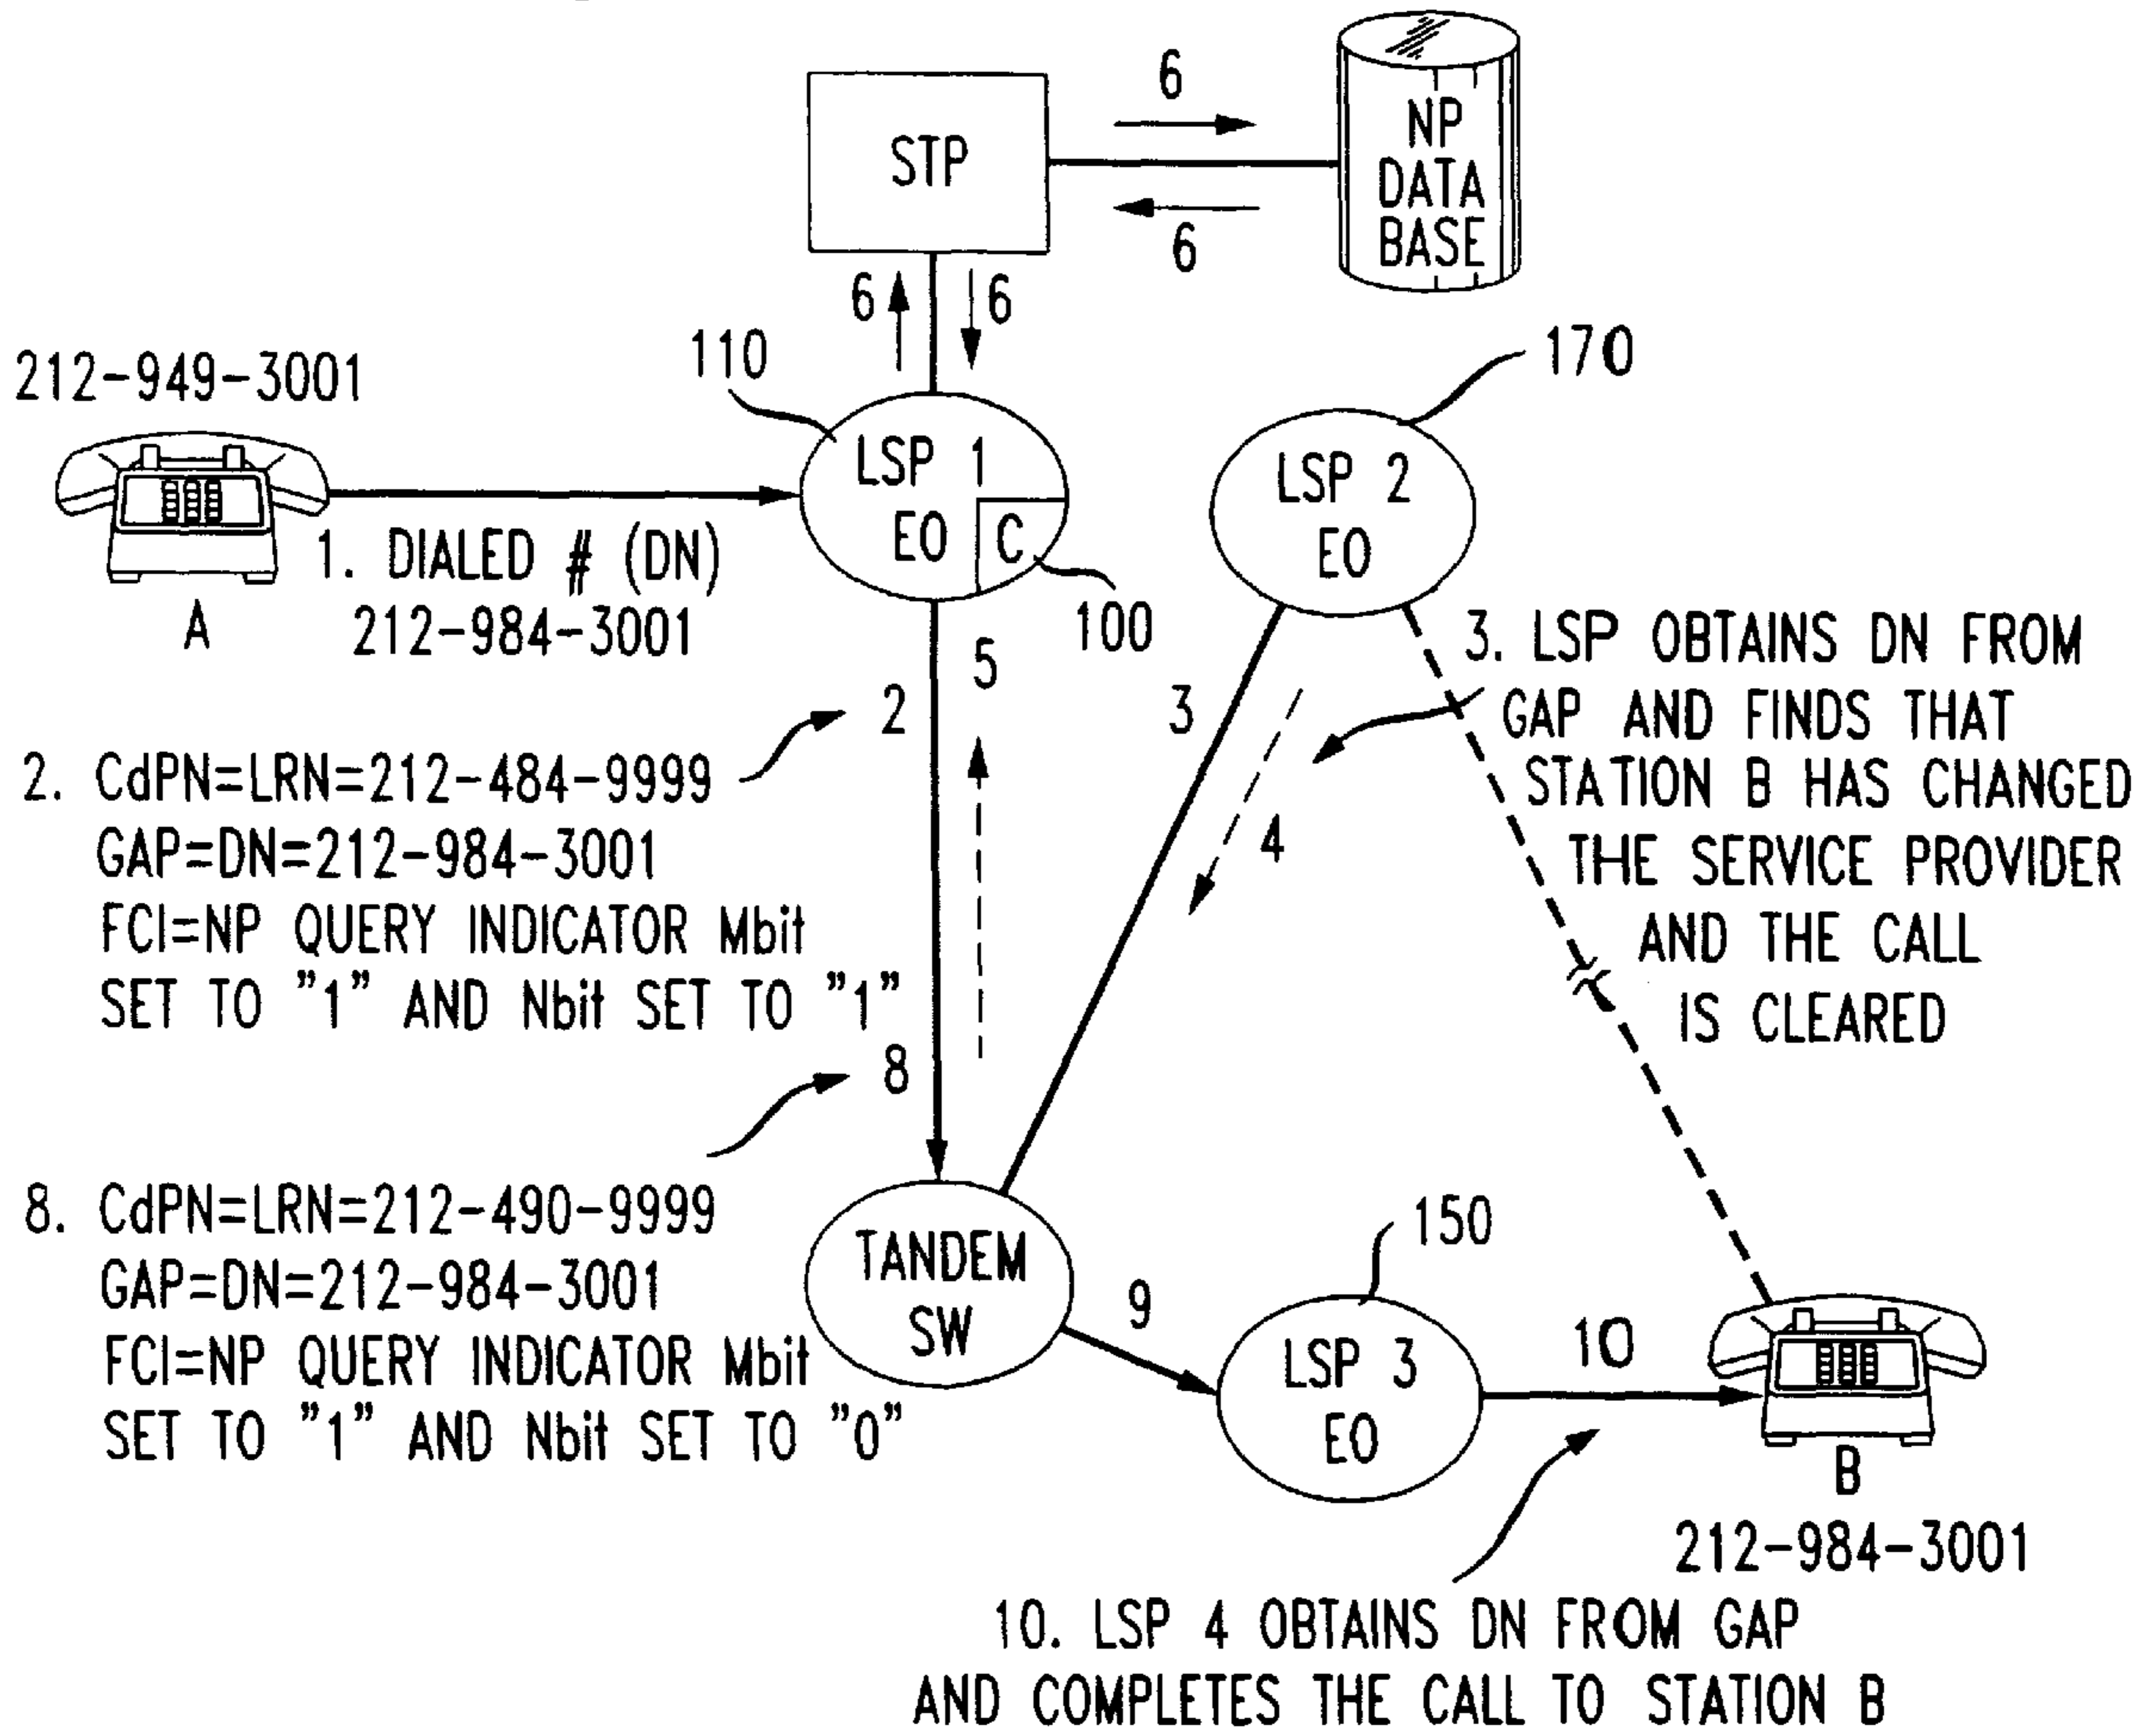 6
STP
NP
DATA
BASE
6
6
6
110
170
212-949-3001
LSP 1
EO
C
LSP 2
EO
1. DIALED # (DN)
212-984-3001
A
100
5
2
3
3. LSP OBTAINS DN FROM
GAP AND FINDS THAT
STATION B HAS CHANGED
THE SERVICE PROVIDER
AND THE CALL
IS CLEARED
4
2. CdPN=LRN=212-484-9999
GAP=DN=212-984-3001
FCI=NP QUERY INDICATOR Mbit
SET TO "1" AND Nbit SET TO "1"
8
8. CdPN=LRN=212-490-9999
GAP=DN=212-984-3001
FCI=NP QUERY INDICATOR Mbit
SET TO "1" AND Nbit SET TO "0"
TANDEM
SW
9
150
LSP 3
EO
10
B
212-984-3001
10. LSP 4 OBTAINS DN FROM GAP
AND COMPLETES THE CALL TO STATION B